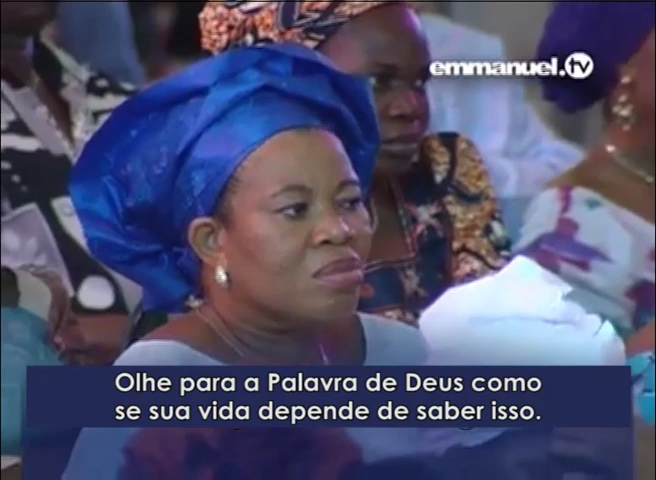 emmanuel.tv
Olhe para a Palavra de Deus como
se sua vida depende de saber isso.